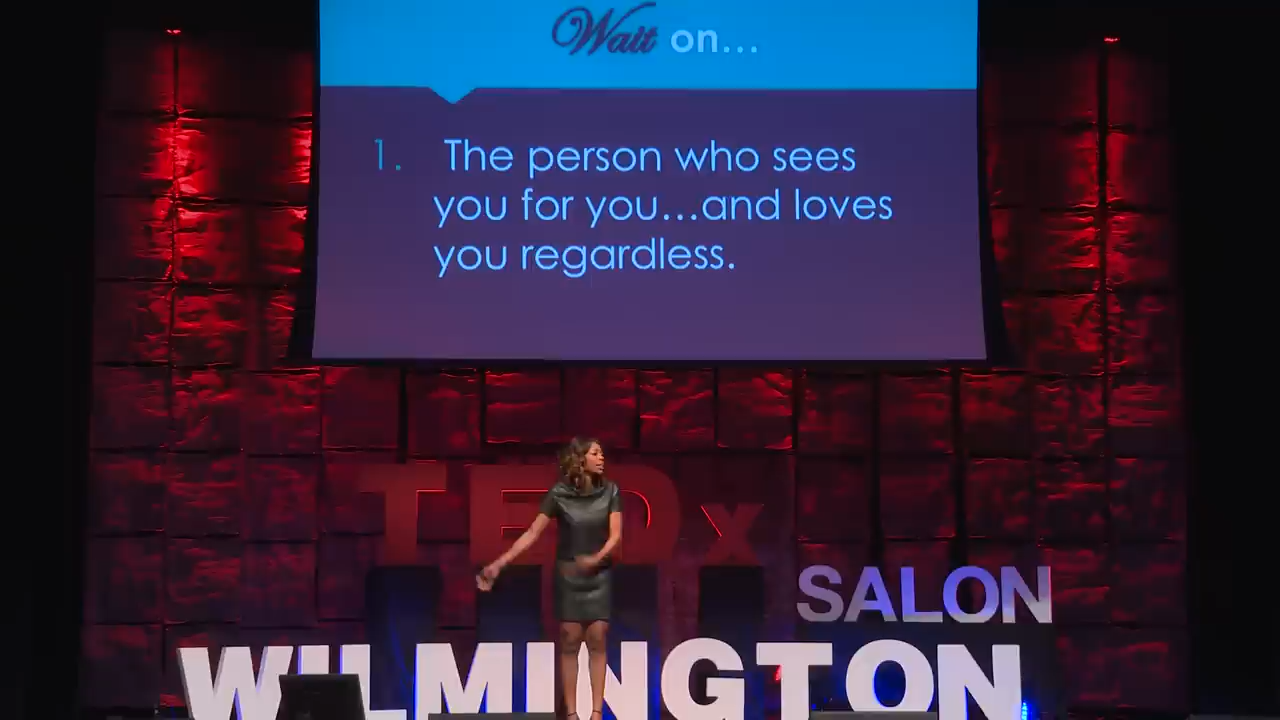 Wait on...
1. The person who sees
you for you...and loves
you regardless.
TEDx
SALON
WILMINGTON